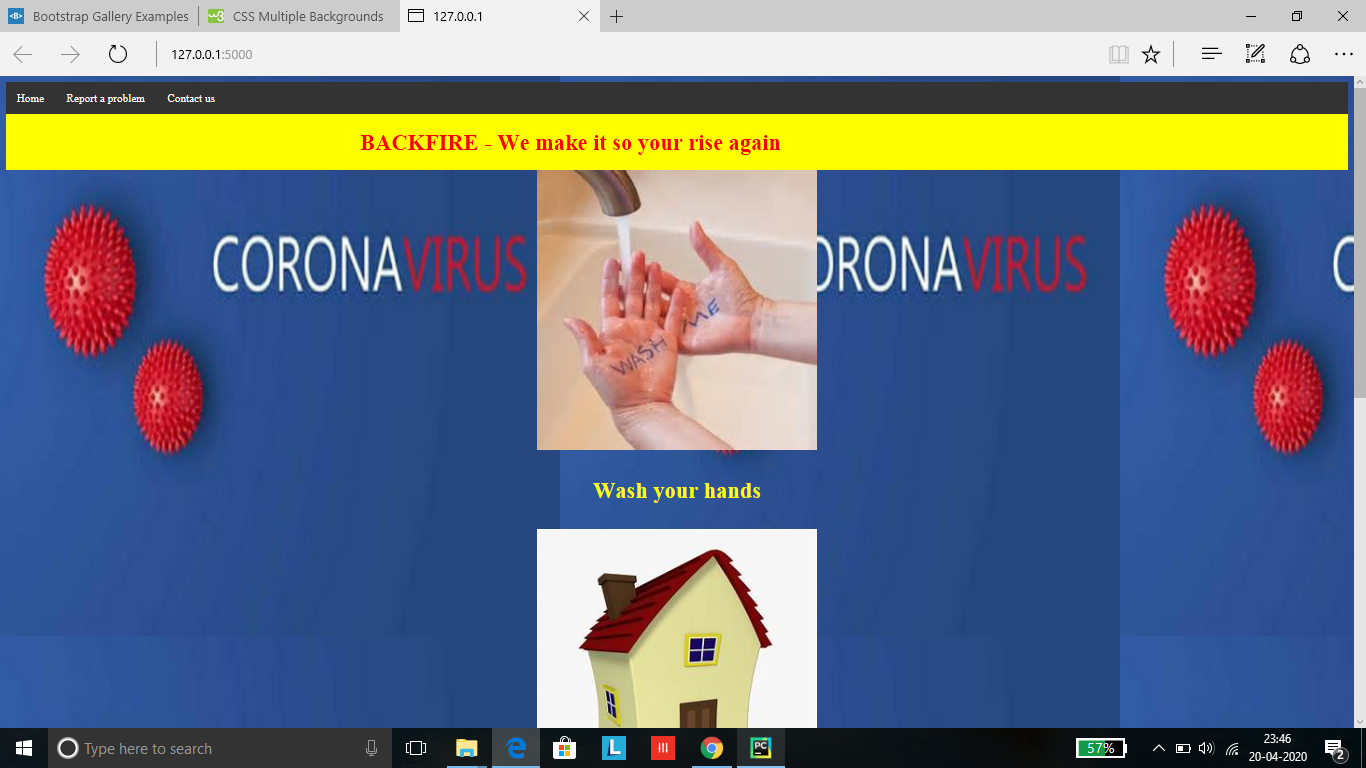 Bootstrap Gallery Examples
CSS Multiple Backgrounds
127.0.0.1
127.0.0.1:5000
Home Report a problem Contact us
BACKFIRE - We make it so your rise again
CORONAVIRUS
ORONAVIRUS
C
WASH
ME
Wash your hands
Type here to search
57%
23:46
20-04-2020
2